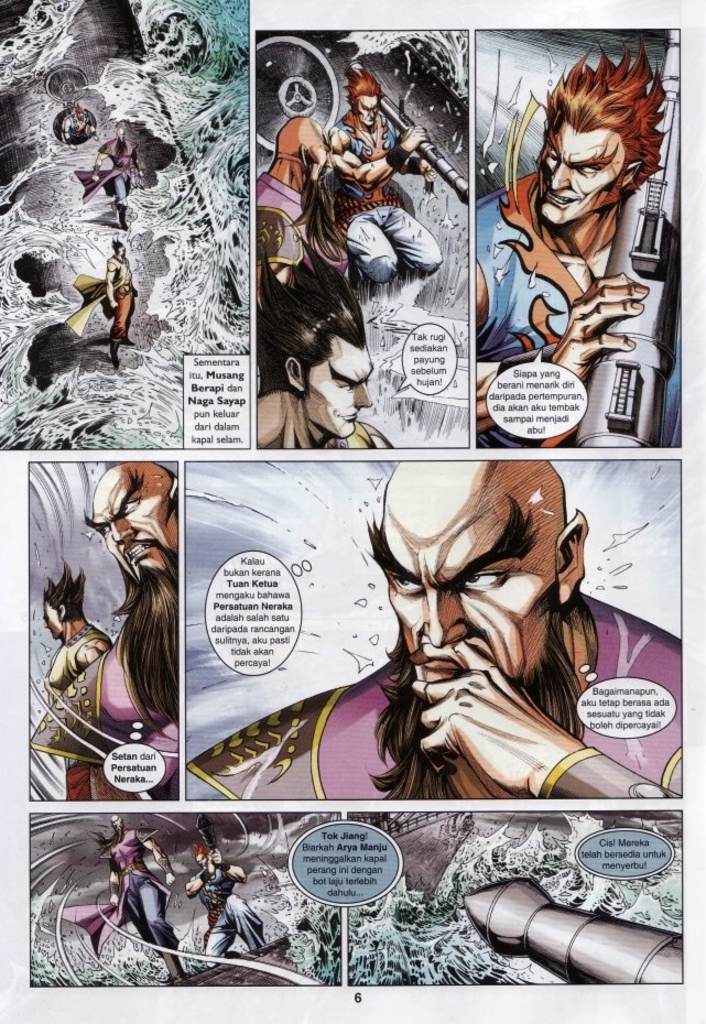 Sementara
itu, Musang
Berapi dan
Naga Sayap
pun keluar
dari dalam
kapal selam.
Tak rugi
sediakan
payung
sebelum
hujan!
Siapa yang
berani menarik diri
daripada pertempuran,
dia akan aku tembak
sampai menjadi
abu!
Setan dari
Persatuan
Neraka...
Kalau
bukan kerana
Tuan Ketua
mengaku bahawa
Persatuan Neraka
adalah salah satu
daripada rancangan
sulitnya, aku pasti
tidak akan
percaya!
Bagaimanapun,
aku tetap berasa ada
sesuatu yang tidak
boleh dipercayai!
Tok Jiang!
Biarkah Arya Manju
meninggalkan kapal
perang ini dengan
bot laju terlebih
dahulu...
Cis! Mereka
telah bersedia untuk
menyerbu!
6